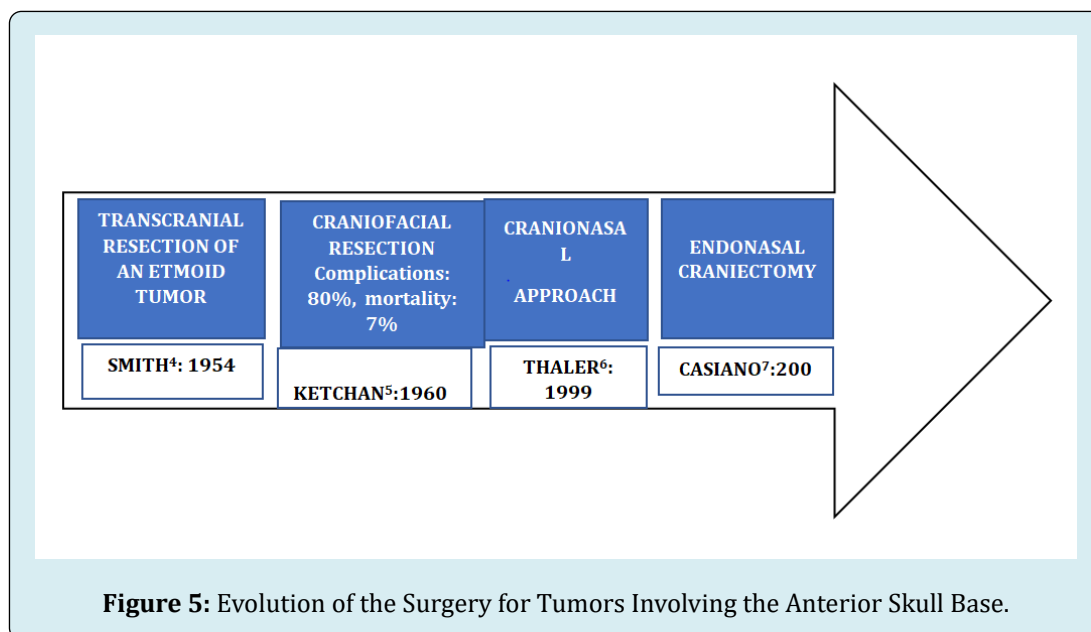 TRANSCRANIAL
RESECTION OF
AN ETMOID
TUMOR
SMITH⁴: 1954
CRANIOFACIAL
RESECTION
Complications:
80%, mortality:
7%
KETCHAN⁵:1960
CRANIONASA
L
APPROACH
THALER⁶:
1999
ENDONASAL
CRANIECTOMY
CASIANO⁷:200
Figure 5: Evolution of the Surgery for Tumors Involving the Anterior Skull Base.